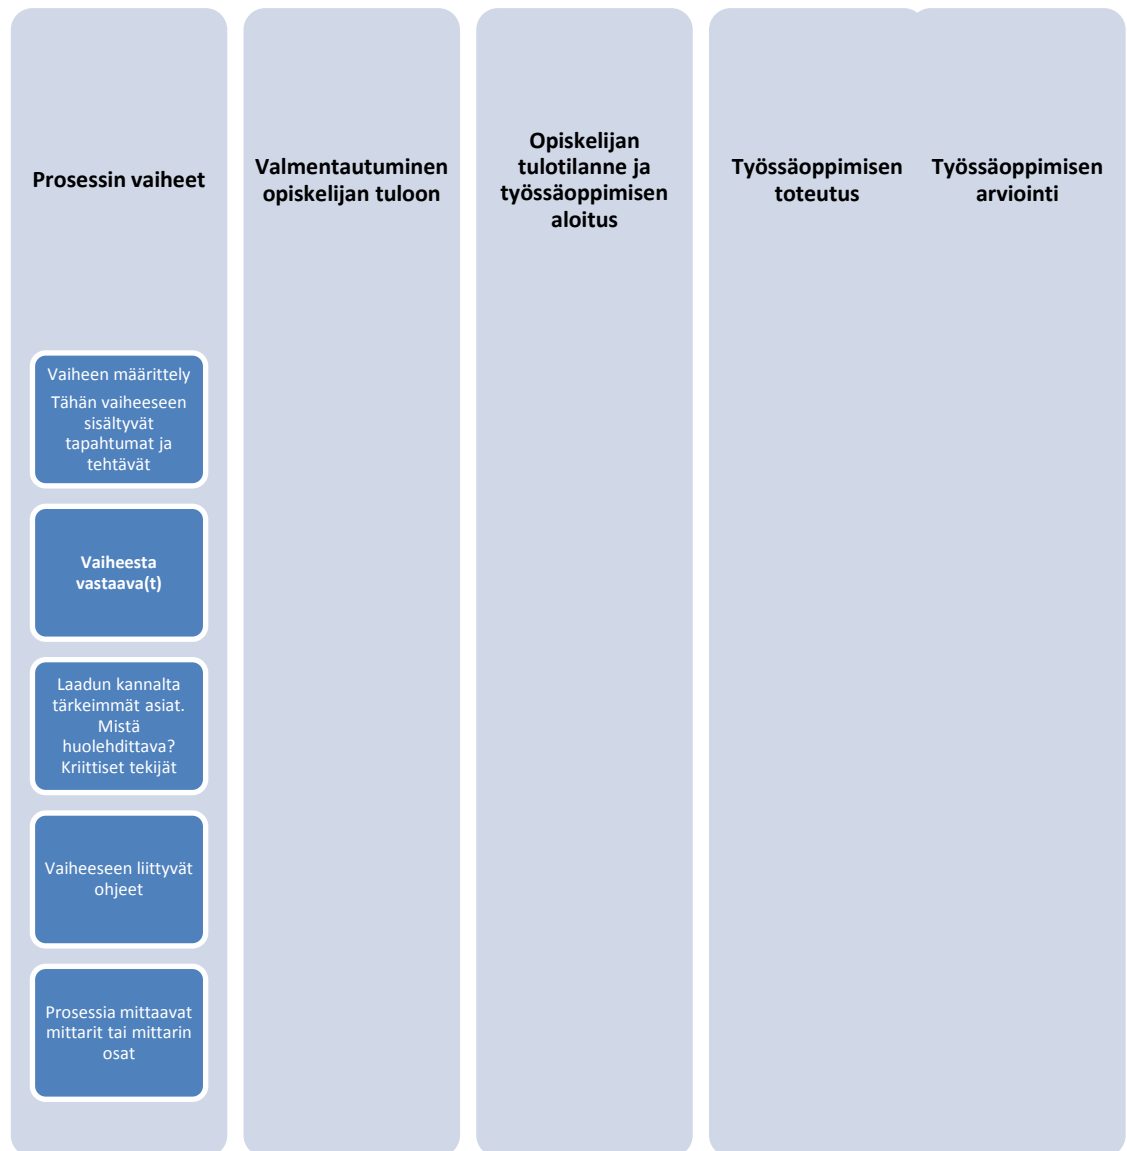 Prosessin vaiheet
Valmentautuminen
opiskelijan tuloon
Opiskelijan
tulotilanne ja
työssäoppimisen
aloitus
Työssäoppimisen
toteutus
Työssäoppimisen
arviointi
Vaiheen määrittely
Tähän vaiheeseen
sisältyvät
tapahtumat ja
tehtävät
Vaiheesta
vastaava(t)
Laadun kannalta
tärkeimmät asiat.
Mistä
huolehdittava?
Kriittiset tekijät
Vaiheeseen liittyvät
ohjeet
Prosessia mittaavat
mittarit tai mittarin
osat